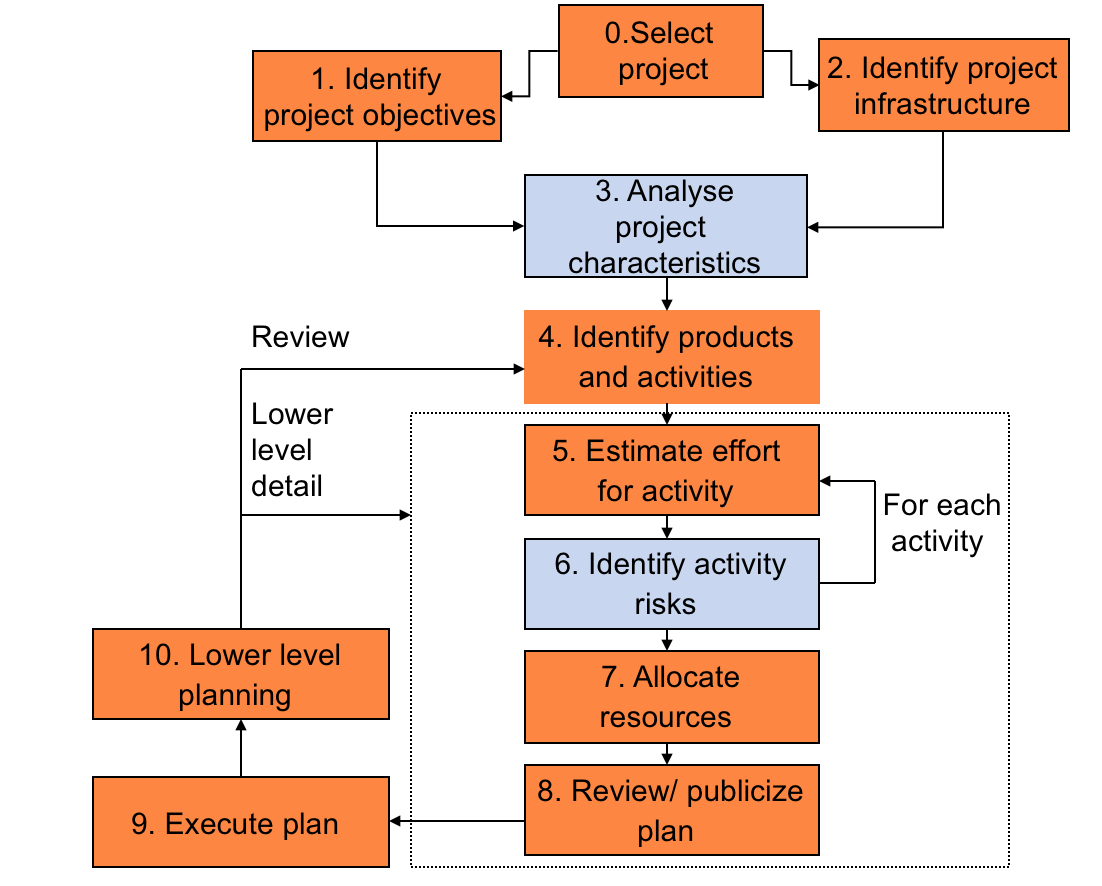 0.Select
project
1. Identify
project objectives
2. Identify project
infrastructure
3. Analyse
project
characteristics
Review
4. Identify products
and activities
Lower
level
detail
5. Estimate effort
for activity
For each
activity
6. Identify activity
risks
10. Lower level
planning
7. Allocate
resources
8. Review/ publicize
plan
9. Execute plan